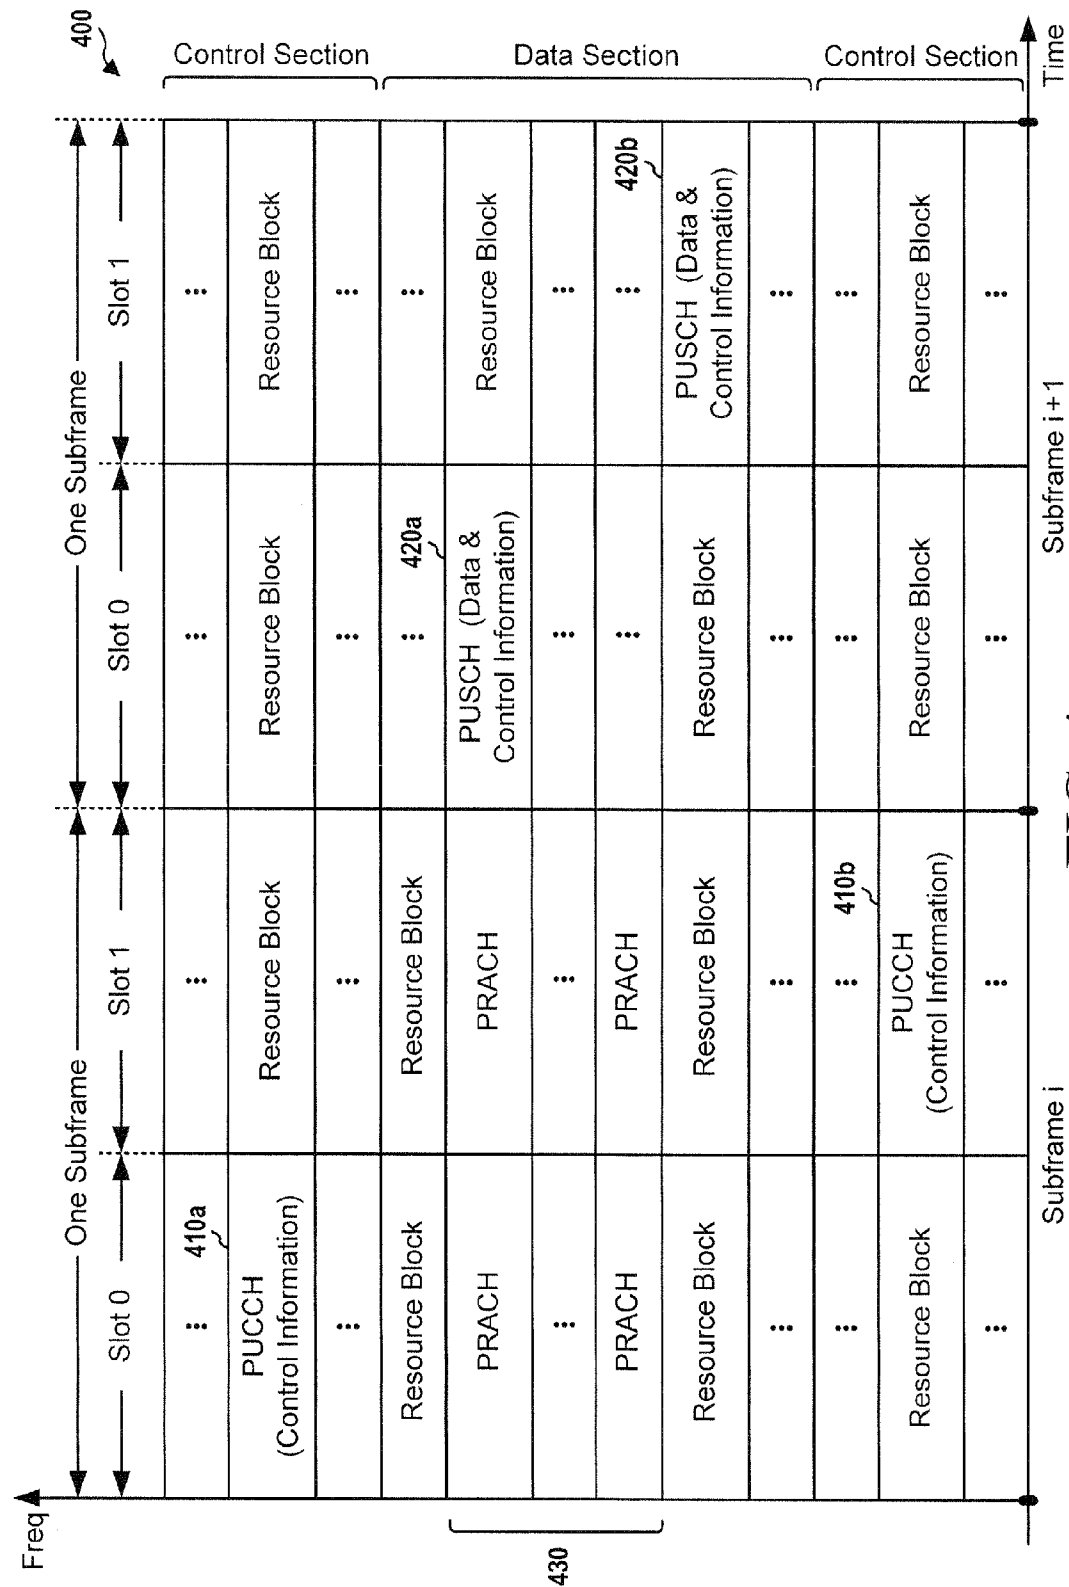 400
Freq
One Subframe
One Subframe
Slot 0
Slot 1
Slot 0
Slot 1
Control Section
Data Section
Control Section
410a
⋮
⋮
⋮
⋮
PUCCH
(Control Information)
Resource Block
Resource Block
Resource Block
⋮
⋮
⋮
⋮
420a
Resource Block
Resource Block
⋮
⋮
430
PRACH
PRACH
PUSCH (Data &
Control Information)
Resource Block
⋮
⋮
⋮
⋮
420b
PRACH
PRACH
⋮
⋮
Resource Block
Resource Block
Resource Block
PUSCH (Data &
Control Information)
⋮
⋮
⋮
⋮
410b
⋮
⋮
⋮
⋮
Resource Block
PUCCH
(Control Information)
Resource Block
Resource Block
⋮
⋮
⋮
Subframe i
Subframe i+1
Time